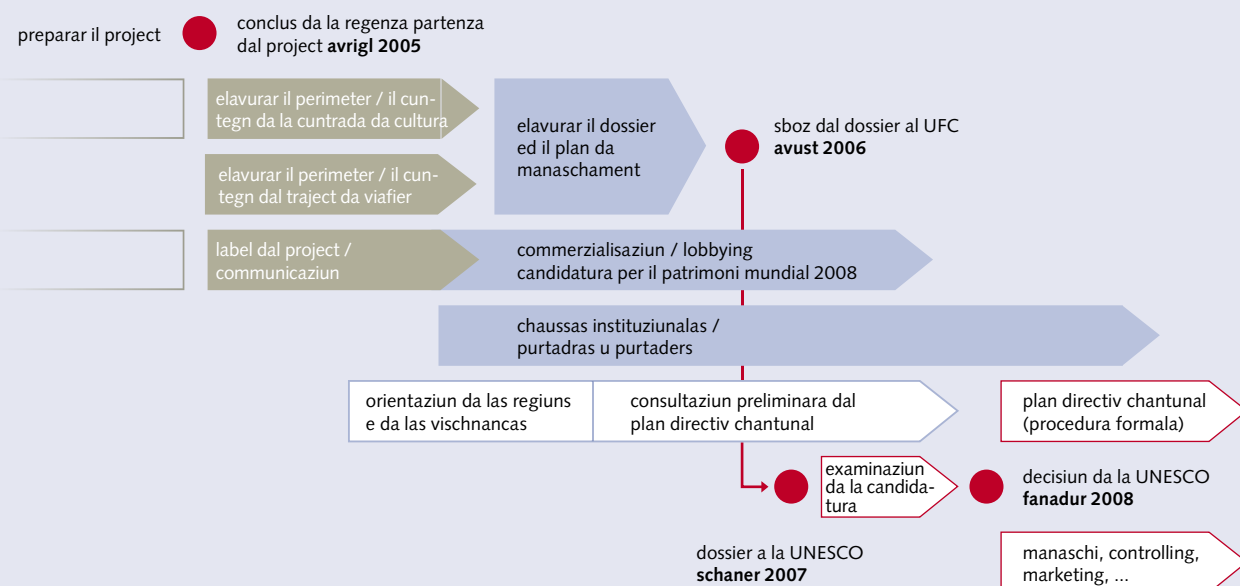 preparar il project
conclus da la regenza partenza
dal project avrigl 2005
elavurar il perimeter / il cun-
tegn da la cuntrada da cultura
elavurar il dossier
ed il plan da
manaschament
sboz dal dossier al UFC
avust 2006
elavurar il perimeter / il cun-
tegn dal traject da viafier
label dal project /
communicaziun
commerzialisaziun / lobbying
candidatura per il patrimoni mundial 2008
chaussas instituziunalas /
purtadras u purtaders
orientaziun da las regiuns
e da las vischnancas
consultaziun preliminara dal
plan directiv chantunal
plan directiv chantunal
(procedura formala)
examinaziun
da la candida-
tura
decisiun da la UNESCO
fanadur 2008
dossier a la UNESCO
schaner 2007
manaschi, controlling,
marketing, ...